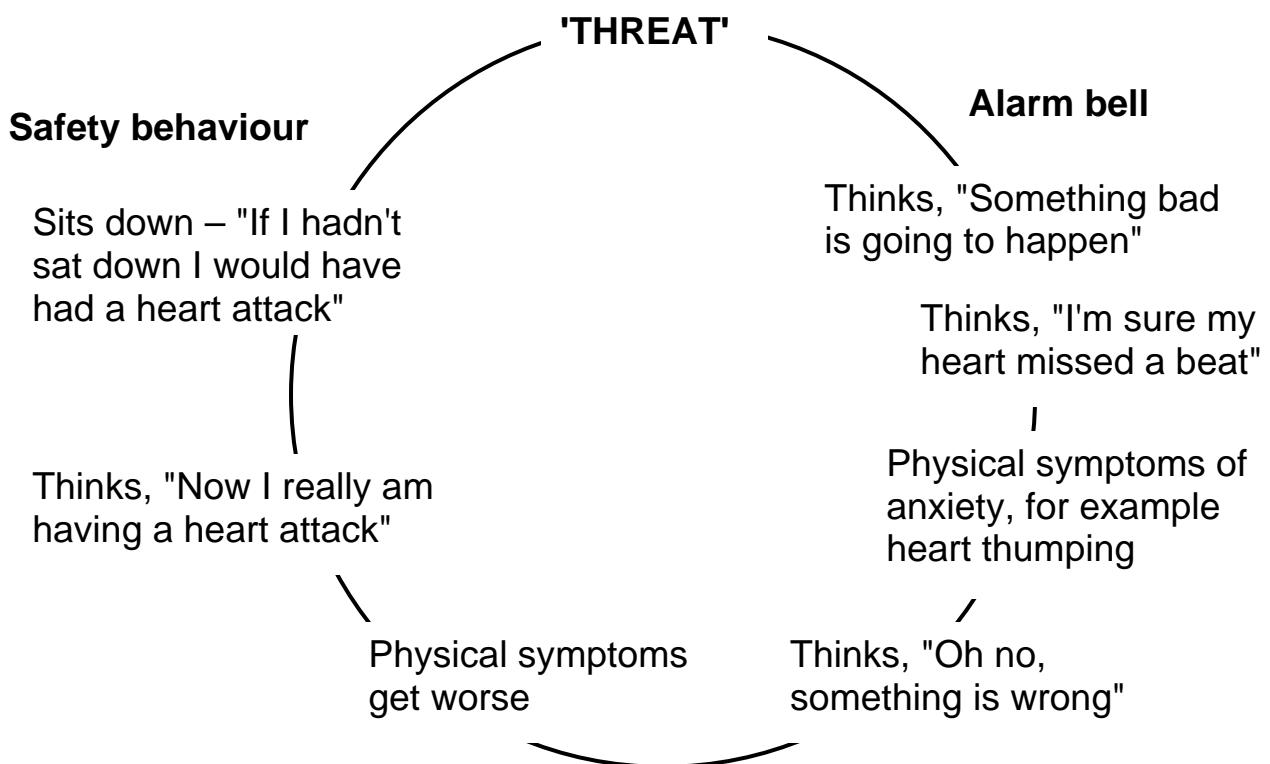 'THREAT'
Alarm bell
Thinks, "Something bad
is going to happen"
Thinks, "I'm sure my
heart missed a beat"
Physical symptoms of
anxiety, for example
heart thumping
Thinks, "Oh no,
something is wrong"
Physical symptoms
get worse
Thinks, "Now I really am
having a heart attack"
Safety behaviour
Sits down – "If I hadn't
sat down I would have
had a heart attack"